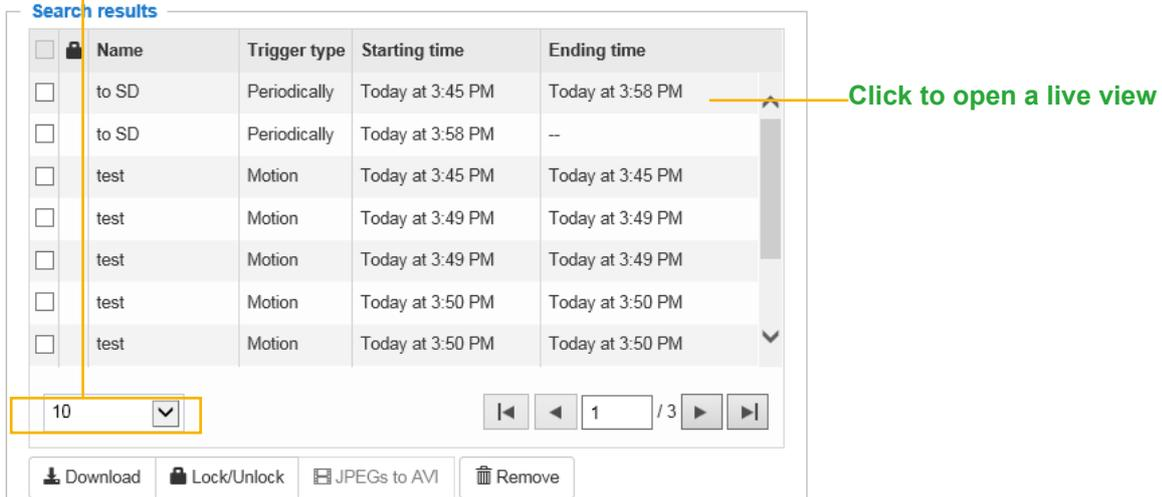 Search results
Name Trigger type Starting time Ending time
to SD Periodically Today at 3:45 PM Today at 3:58 PM Click to open a live view
to SD Periodically Today at 3:58 PM --
test Motion Today at 3:45 PM Today at 3:45 PM
test Motion Today at 3:49 PM Today at 3:49 PM
test Motion Today at 3:49 PM Today at 3:49 PM
test Motion Today at 3:50 PM Today at 3:50 PM
test Motion Today at 3:50 PM Today at 3:50 PM
10 1 / 3
Download Lock/Unlock JPEGs to AVI Remove